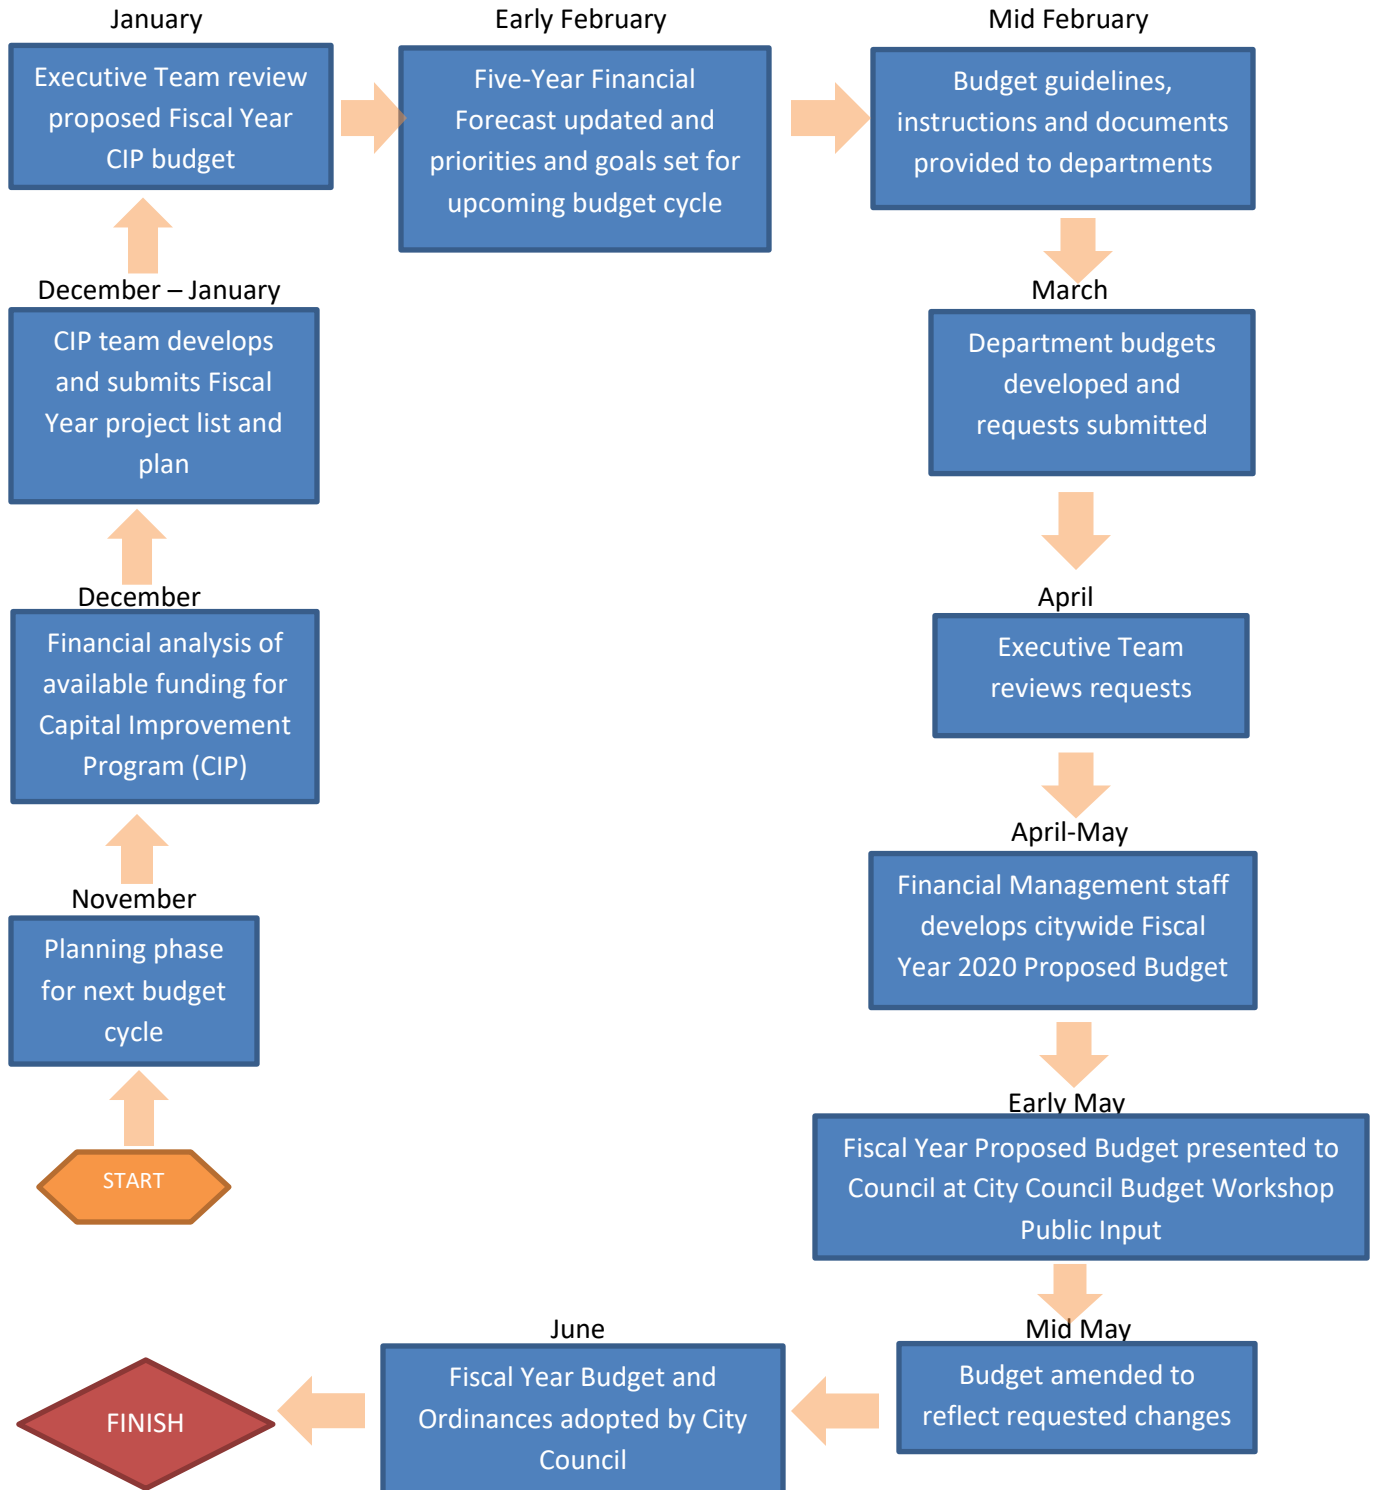 January
Executive Team review
proposed Fiscal Year
CIP budget
Early February
Five-Year Financial
Forecast updated and
priorities and goals set for
upcoming budget cycle
Mid February
Budget guidelines,
instructions and documents
provided to departments
December – January
CIP team develops
and submits Fiscal
Year project list and
plan
March
Department budgets
developed and
requests submitted
December
Financial analysis of
available funding for
Capital Improvement
Program (CIP)
April
Executive Team
reviews requests
April-May
Financial Management staff
develops citywide Fiscal
Year 2020 Proposed Budget
November
Planning phase
for next budget
cycle
START
Early May
Fiscal Year Proposed Budget presented to
Council at City Council Budget Workshop
Public Input
Mid May
Budget amended to
reflect requested changes
June
Fiscal Year Budget and
Ordinances adopted by City
Council
FINISH